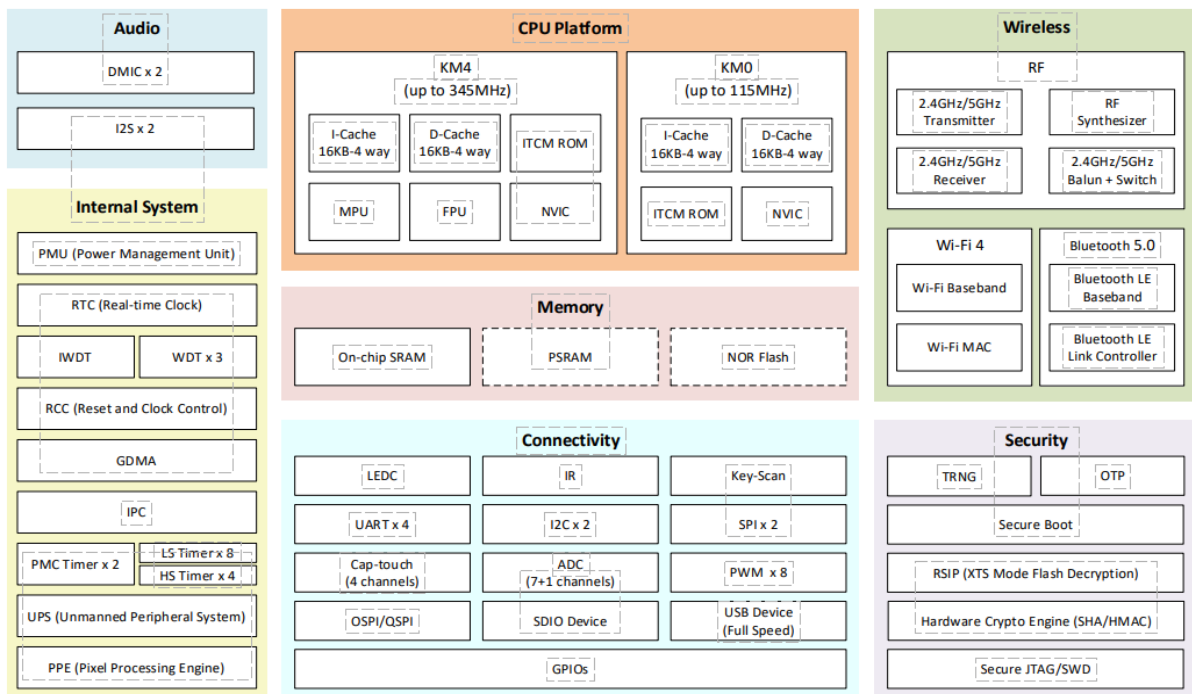 Audio
DMIC x 2
I2S x 2
Internal System
PMU (Power Management Unit)
RTC (Real-time Clock)
IWDT
WDT x 3
RCC (Reset and Clock Control)
GDMA
IPC
PMC Timer x 2
LS Timer x 8
HS Timer x 4
UPS (Unmanned Peripheral System)
PPE (Pixel Processing Engine)
CPU Platform
KM4
(up to 345MHz)
I-Cache
16KB-4 way
D-Cache
16KB-4 way
ITCM ROM
MPU
FPU
NVIC
KM0
(up to 115MHz)
I-Cache
16KB-4 way
D-Cache
16KB-4 way
ITCM ROM
NVIC
Memory
On-chip SRAM
PSRAM
NOR Flash
Connectivity
LEDC
IR
Key-Scan
UART x 4
I2C x 2
SPI x 2
Cap-touch
(4 channels)
ADC
(7+1 channels)
PWM x 8
OSPI/QSPI
SDIO Device
USB Device
(Full Speed)
GPIOs
Wireless
RF
2.4GHz/5GHz
Transmitter
RF
Synthesizer
2.4GHz/5GHz
Receiver
2.4GHz/5GHz
Balun + Switch
Wi-Fi 4
Wi-Fi Baseband
Wi-Fi MAC
Bluetooth 5.0
Bluetooth LE
Baseband
Bluetooth LE
Link Controller
Security
TRNG
OTP
Secure Boot
RSIP (XTS Mode Flash Decryption)
Hardware Crypto Engine (SHA/HMAC)
Secure JTAG/SWD